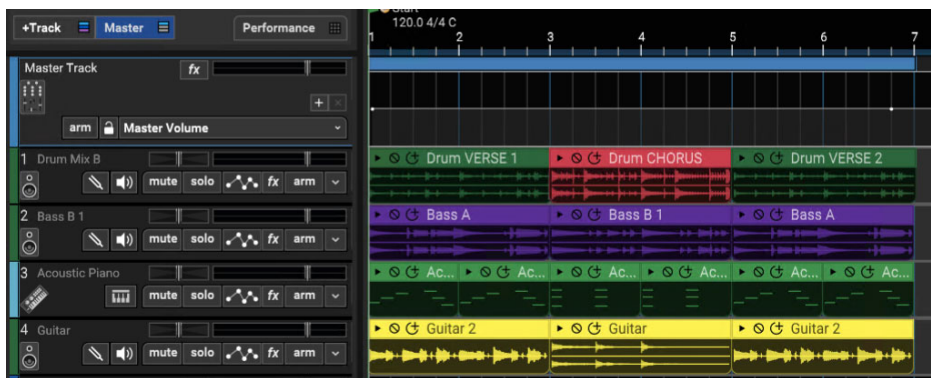 +Track Master Performance
Start
120.0 4/4 C
1 2 3 4 5 6 7
Master Track fx
+ ×
arm Master Volume
1 Drum Mix B
mute solo fx arm
Drum VERSE 1 Drum CHORUS Drum VERSE 2
2 Bass B 1
mute solo fx arm
Bass A Bass B 1 Bass A
3 Acoustic Piano
mute solo fx arm
Ac... Ac... Ac... Ac... Ac... Ac...
4 Guitar
mute solo fx arm
Guitar 2 Guitar Guitar 2